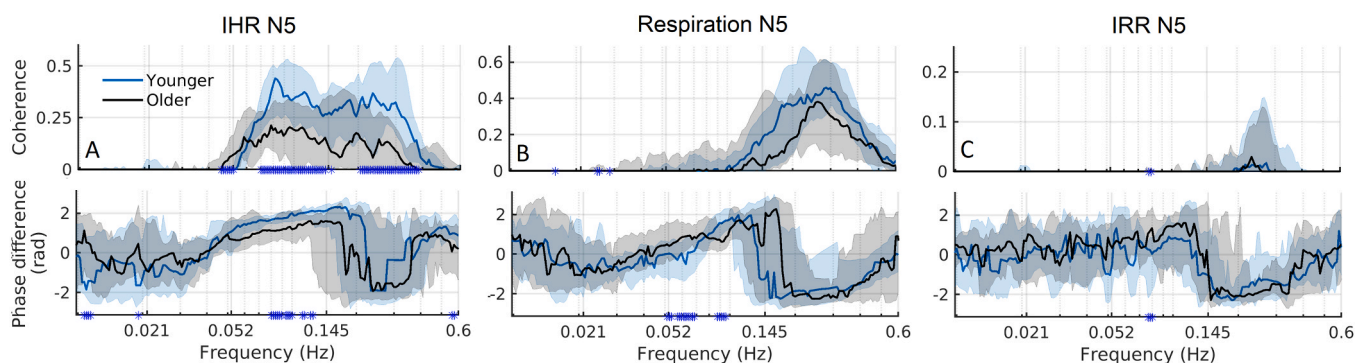 IHR N5
Respiration N5
IRR N5
Coherence
0.5
0.25
0
Younger
Older
A
0.6
0.4
0.2
0
B
0.2
0.1
0
C
Phase difference
(rad)
2
0
-2
2
0
-2
2
0
-2
0.021 0.052 0.145 0.6
0.021 0.052 0.145 0.6
0.021 0.052 0.145 0.6
Frequency (Hz)
Frequency (Hz)
Frequency (Hz)